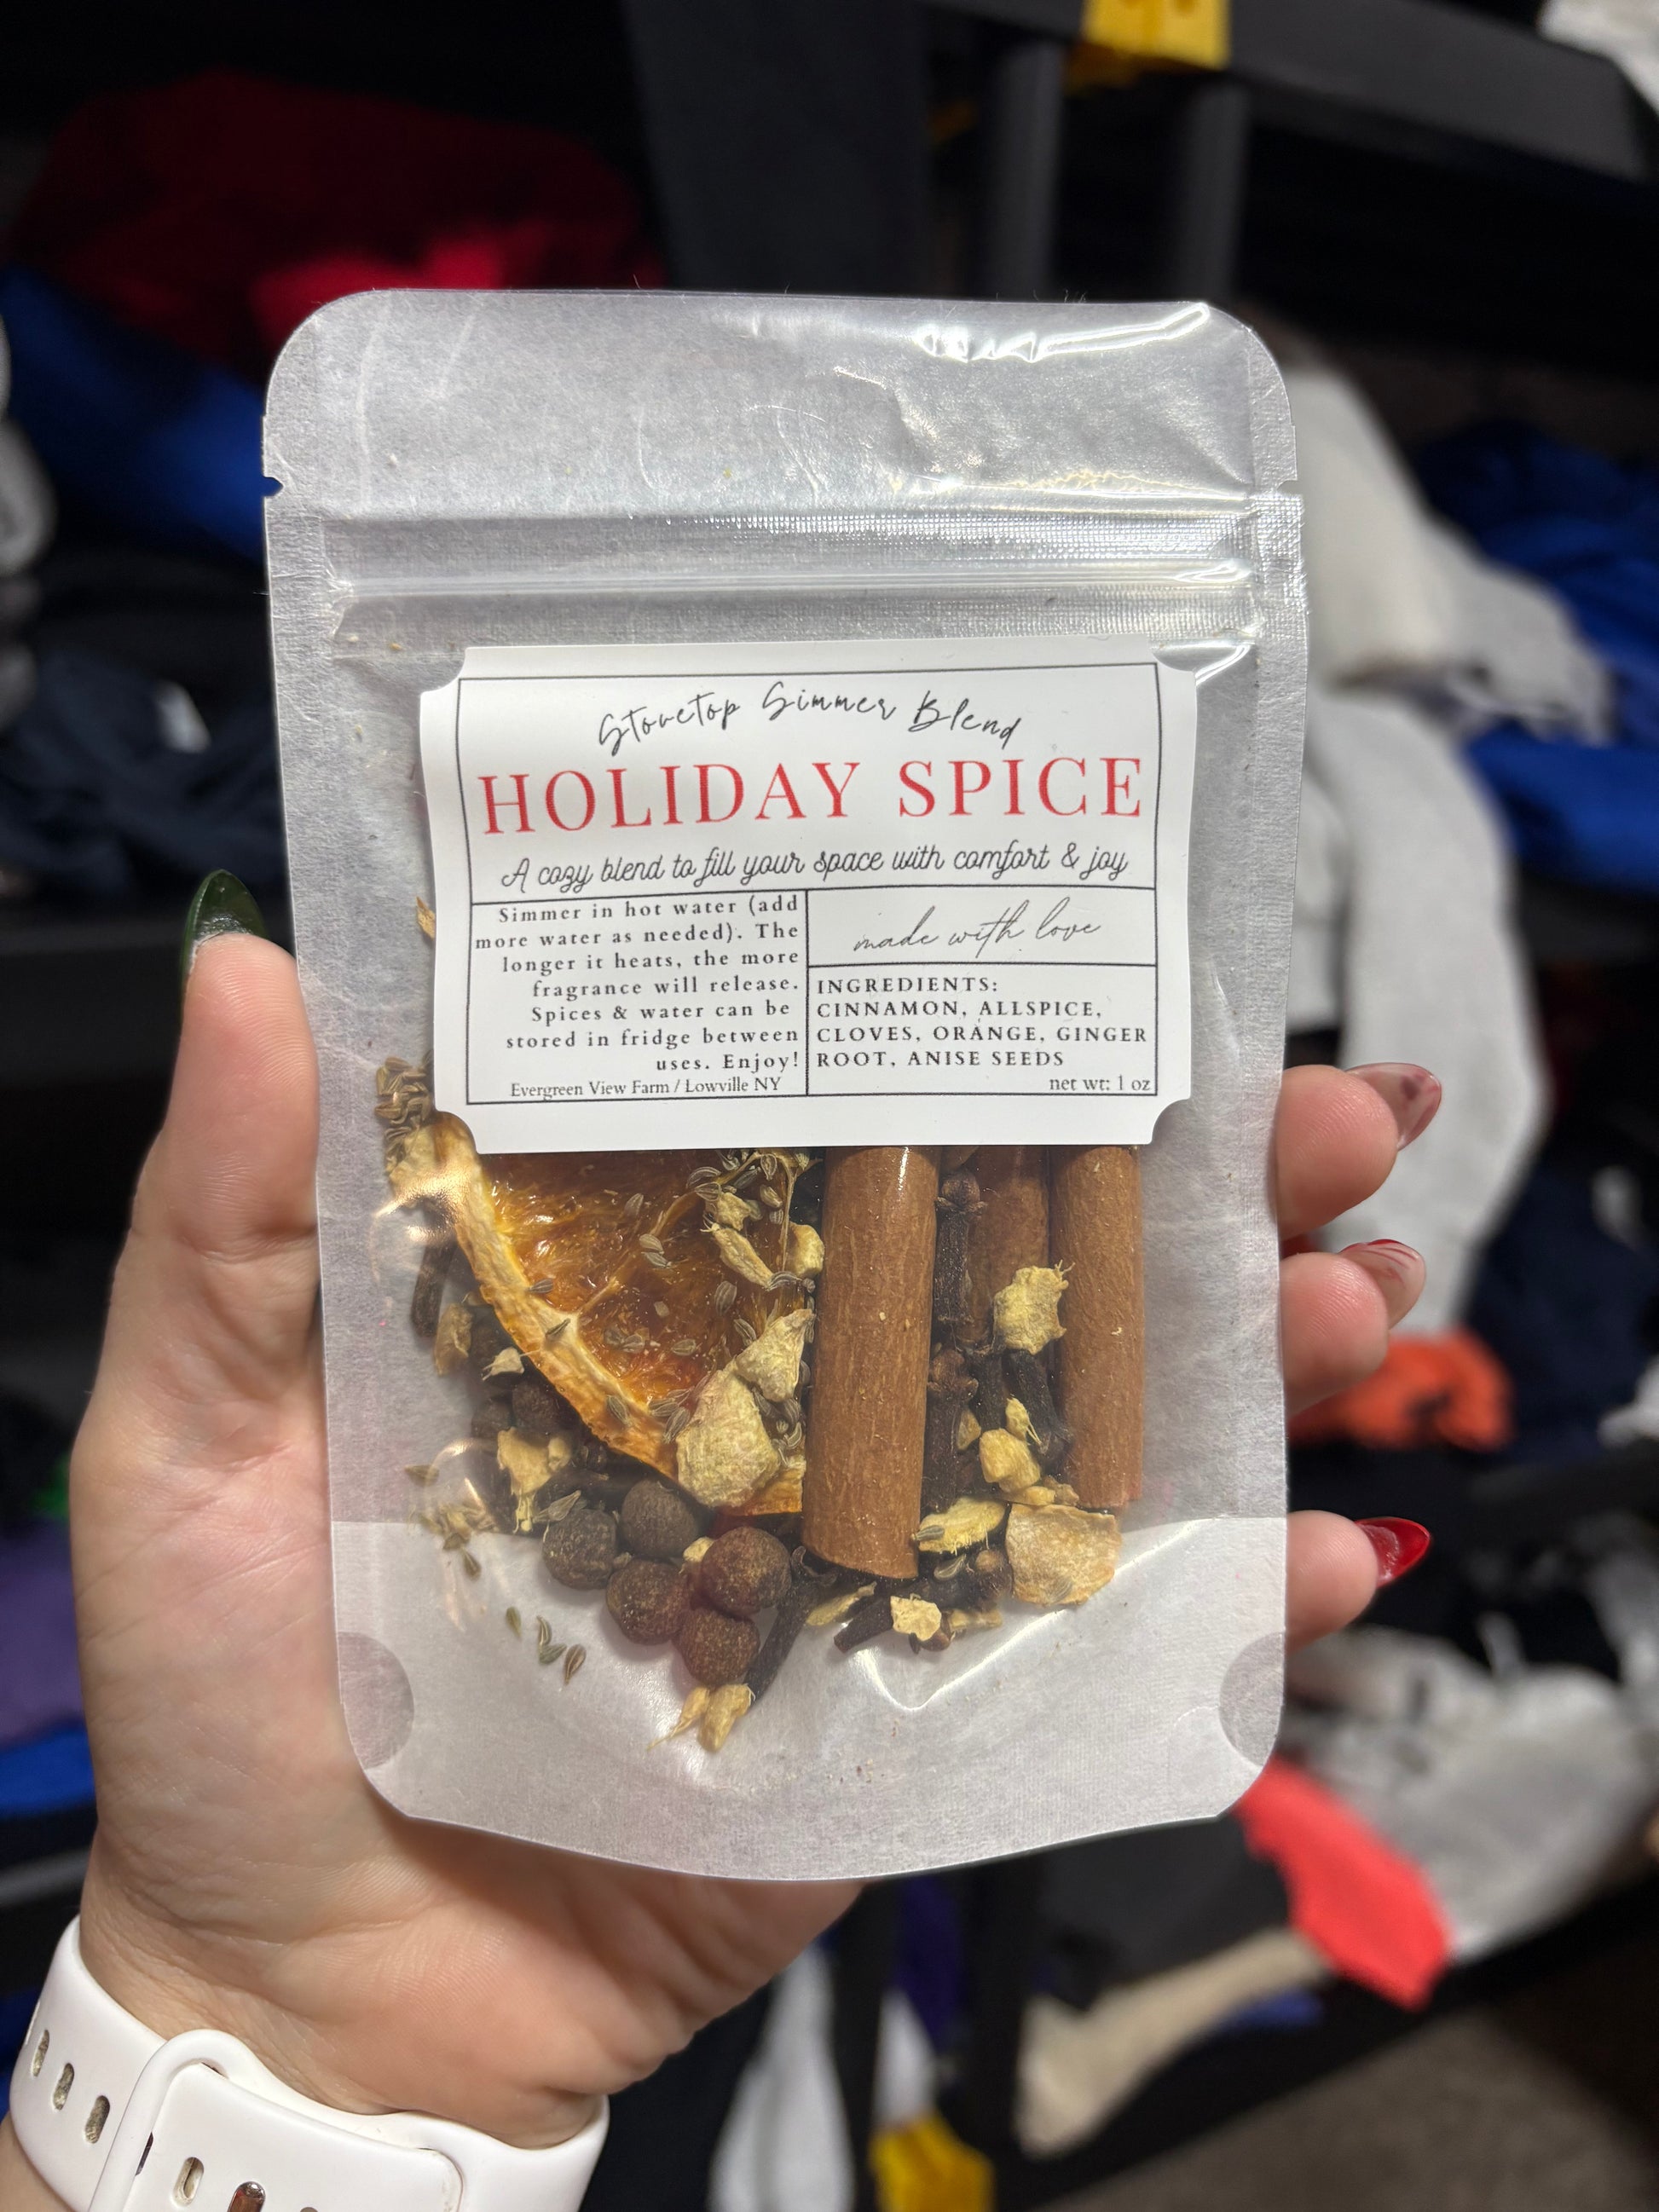 Stovetop Simmer Blend
HOLIDAY SPICE
A cozy blend to fill your space with comfort & joy
Simmer in hot water (add
more water as needed). The
longer it heats, the more
fragrance will release.
Spices & water can be
stored in fridge between
uses. Enjoy!
Evergreen View Farm / Lowville NY
made with love
INGREDIENTS:
CINNAMON, ALLSPICE,
CLOVES, ORANGE, GINGER
ROOT, ANISE SEEDS
net wt: 1 oz